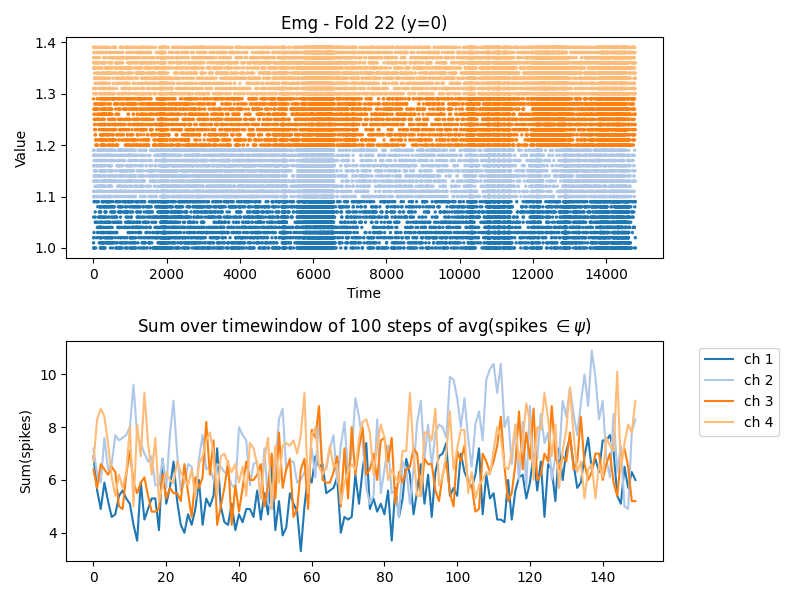 Emg - Fold 22 (y=0)
1.4
1.3
1.2
1.1
1.0
Value
0 2000 4000 6000 8000 10000 12000 14000
Time
Sum over timewindow of 100 steps of avg(spikes ∈ ψ)
10
8
6
4
Sum(spikes)
0 20 40 60 80 100 120 140
ch 1
ch 2
ch 3
ch 4